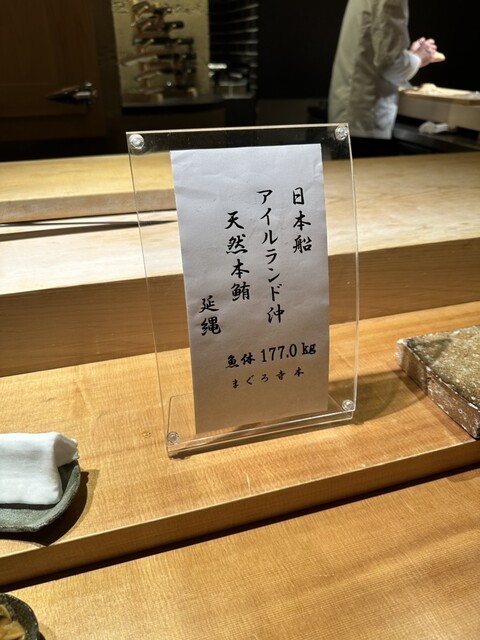 日本船
アイルランド沖
天然本鮪
延縄
魚体 177.0 kg
まぐろ寺本